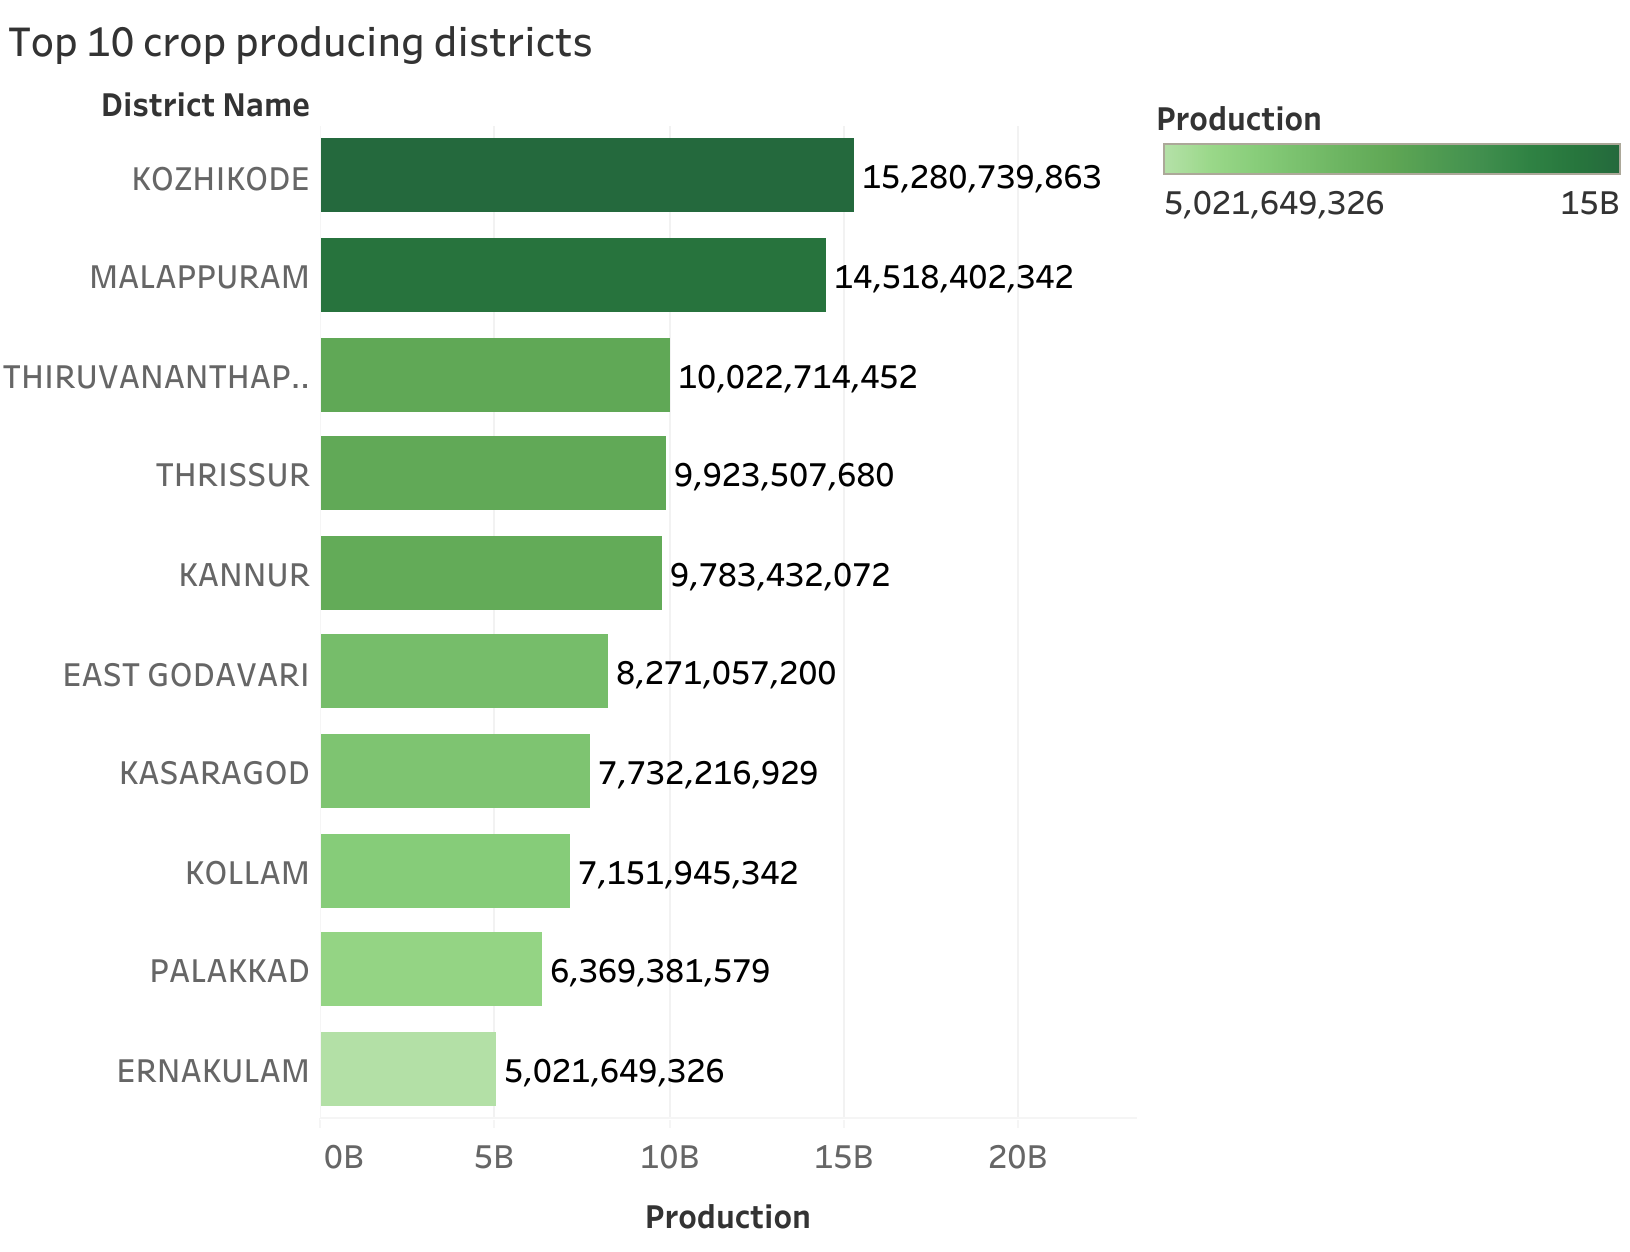 Top 10 crop producing districts
District Name
KOZHIKODE 15,280,739,863
MALAPPURAM 14,518,402,342
THIRUVANANTHAP.. 10,022,714,452
THRISSUR 9,923,507,680
KANNUR 9,783,432,072
EAST GODAVARI 8,271,057,200
KASARAGOD 7,732,216,929
KOLLAM 7,151,945,342
PALAKKAD 6,369,381,579
ERNAKULAM 5,021,649,326
0B 5B 10B 15B 20B
Production
Production
5,021,649,326 15B